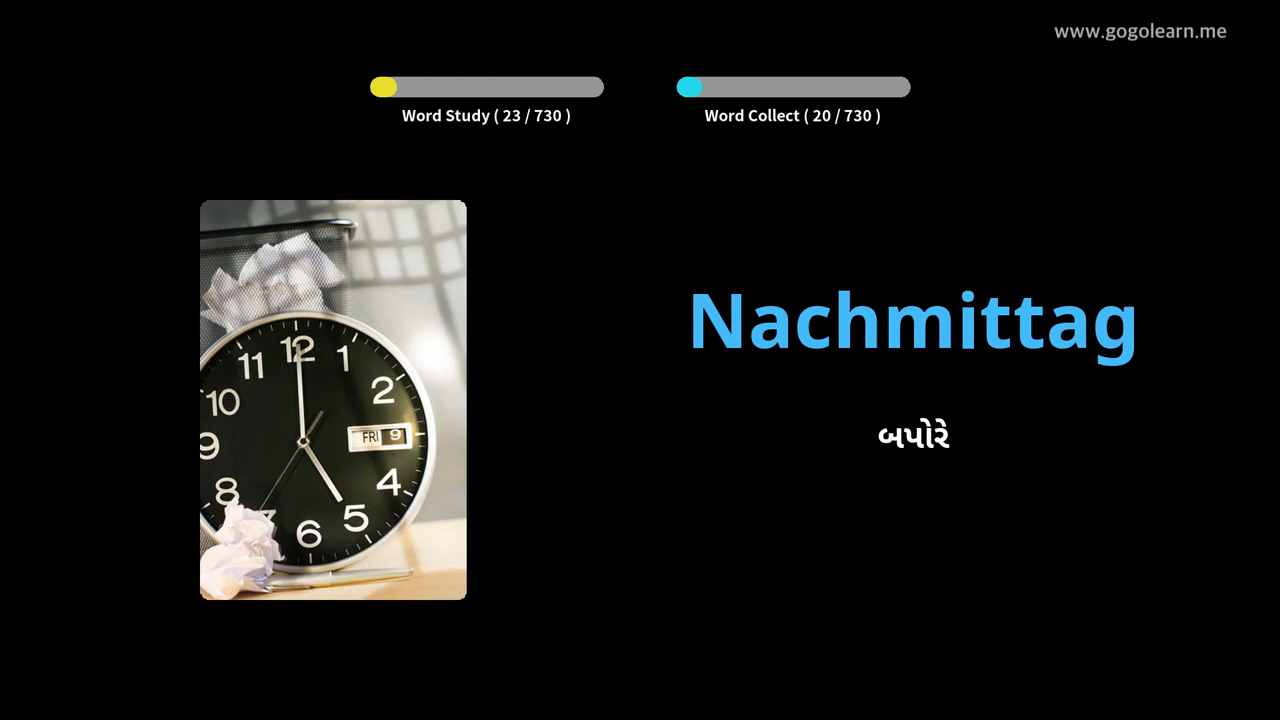 www.gogolearn.me
Word Study ( 23 / 730 )
Word Collect ( 20 / 730 )
12
11
1
10
2
9
FRI 9
8
4
7
5
6
Nachmittag
બપોરે